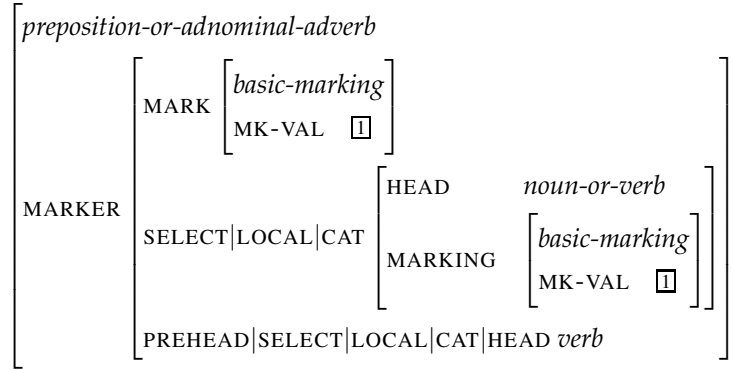 preposition-or-adnominal-adverb
MARKER
MARK
basic-marking
MK-VAL 1
SELECT|LOCAL|CAT
HEAD noun-or-verb
MARKING
basic-marking
MK-VAL 1
PREHEAD|SELECT|LOCAL|CAT|HEAD verb